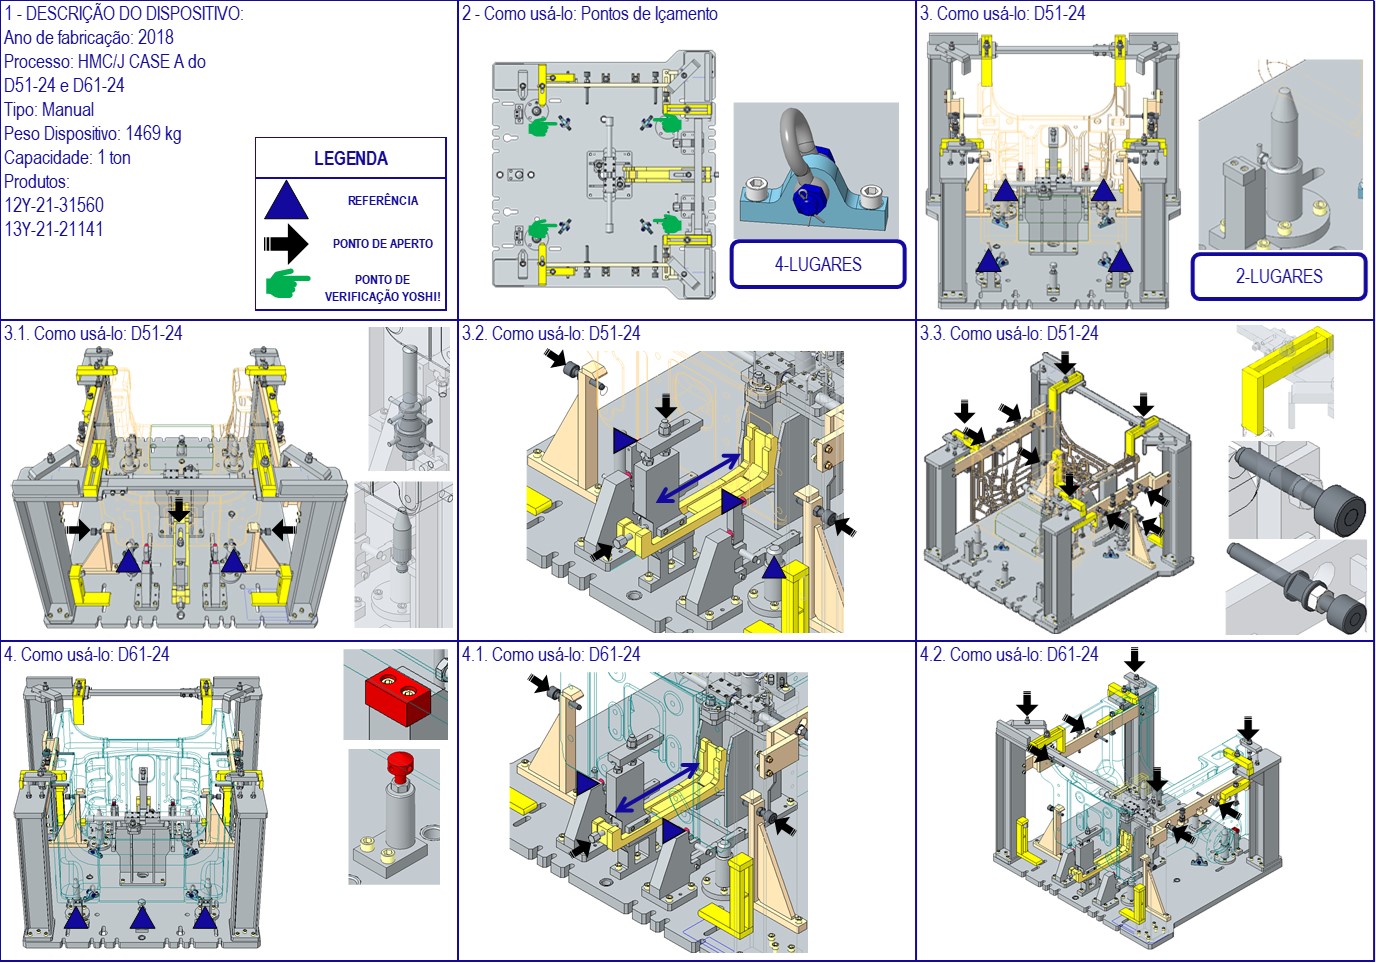 1 - DESCRIÇÃO DO DISPOSITIVO:
Ano de fabricação: 2018
Processo: HMC/J CASE A do
D51-24 e D61-24
Tipo: Manual
Peso Dispositivo: 1469 kg
Capacidade: 1 ton
Produtos:
12Y-21-31560
13Y-21-21141
LEGENDA
REFERÊNCIA
PONTO DE APERTO
PONTO DE
VERIFICAÇÃO YOSHI!
2 - Como usá-lo: Pontos de Içamento
4-LUGARES
3. Como usá-lo: D51-24
2-LUGARES
3.1. Como usá-lo: D51-24
3.2. Como usá-lo: D51-24
3.3. Como usá-lo: D51-24
4. Como usá-lo: D61-24
4.1. Como usá-lo: D61-24
4.2. Como usá-lo: D61-24